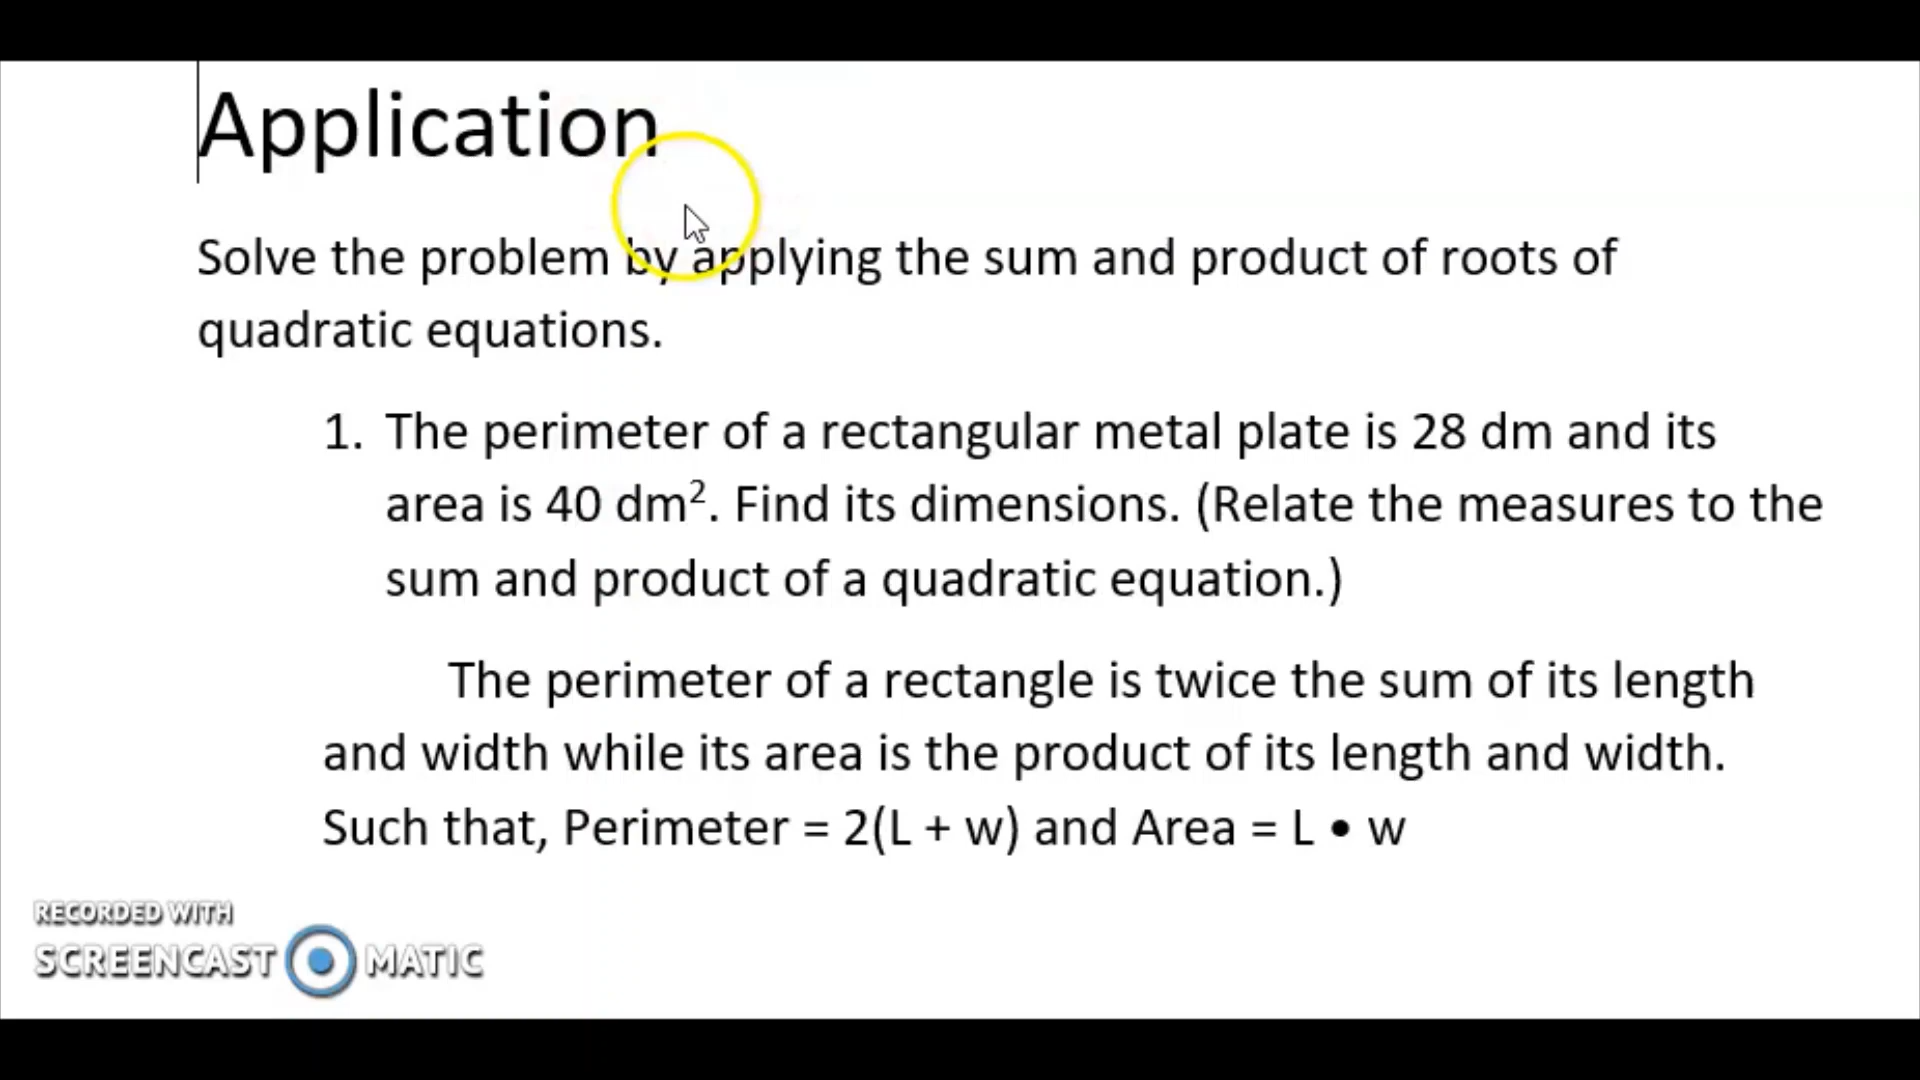 Application
Solve the problem by applying the sum and product of roots of
quadratic equations.
1. The perimeter of a rectangular metal plate is 28 dm and its
area is 40 dm². Find its dimensions. (Relate the measures to the
sum and product of a quadratic equation.)
The perimeter of a rectangle is twice the sum of its length
and width while its area is the product of its length and width.
Such that, Perimeter = 2(L + w) and Area = L • w
RECORDED WITH
SCREENCAST MATIC